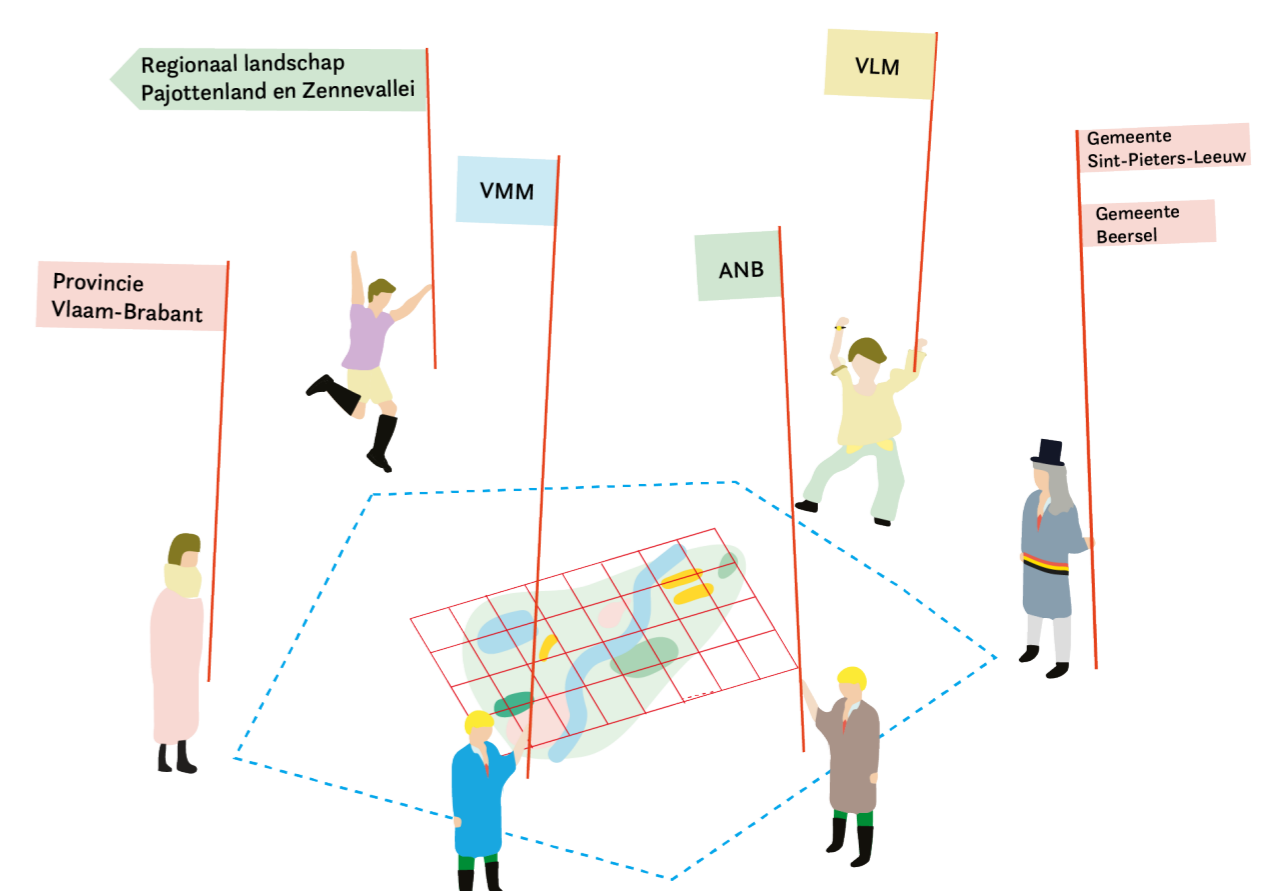 Regionaal landschap
Pajottenland en Zennevallei
VLM
Gemeente
Sint-Pieters-Leeuw
VMM
Gemeente
Beersel
ANB
Provincie
Vlaam-Brabant